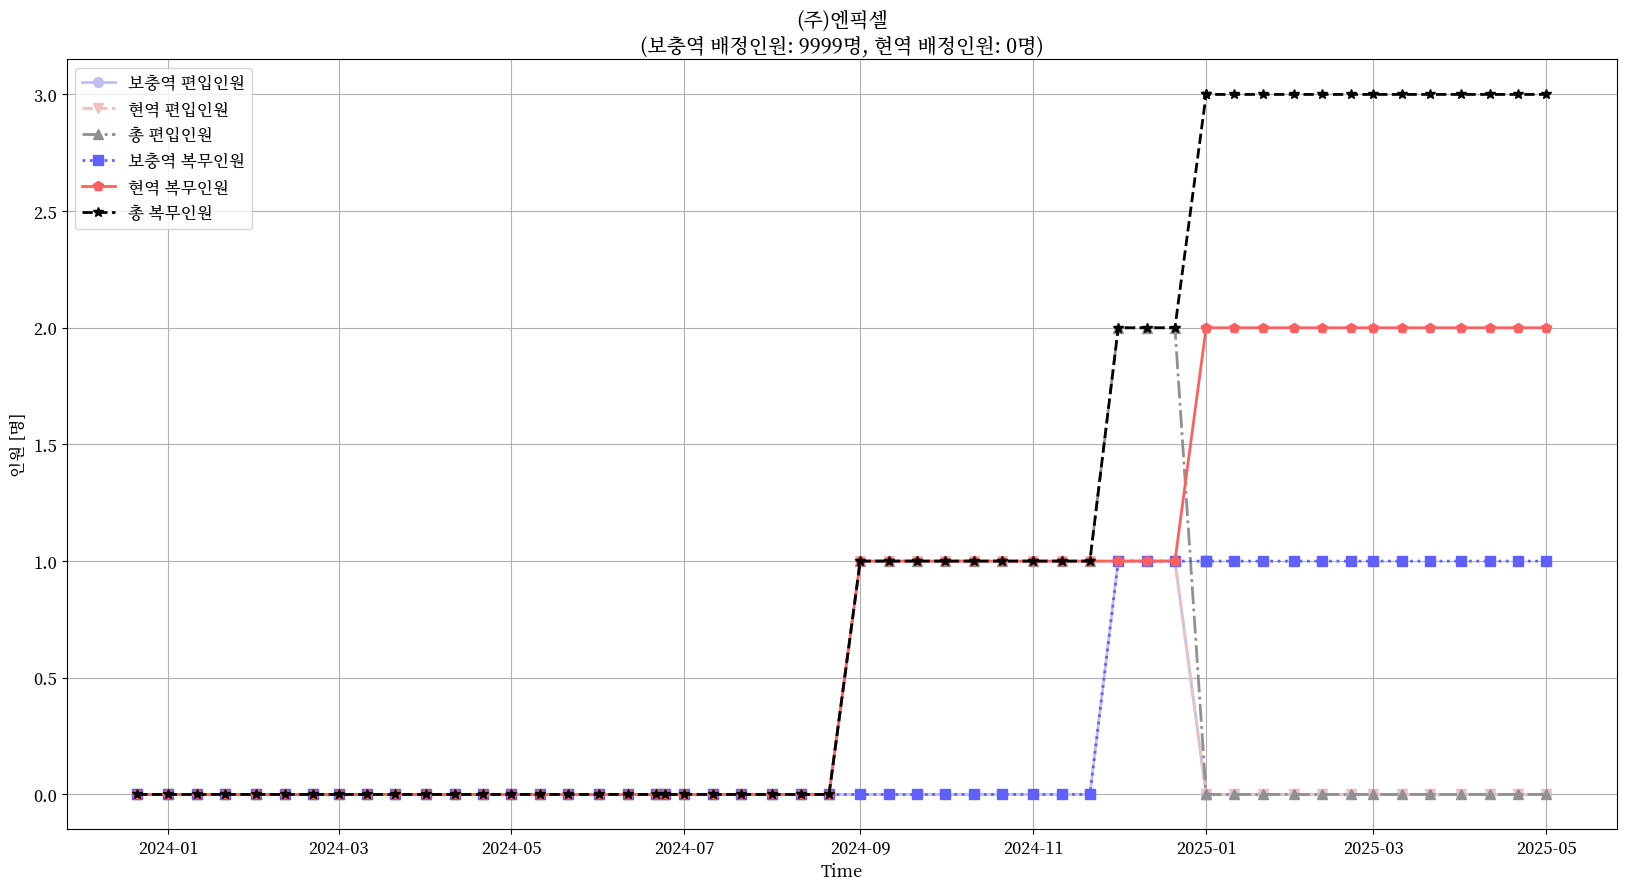 (주)엔픽셀
(보충역 배정인원: 9999명, 현역 배정인원: 0명)
보충역 편입인원
현역 편입인원
총 편입인원
보충역 복무인원
현역 복무인원
총 복무인원
3.0
2.5
2.0
1.5
1.0
0.5
0.0
인원 [명]
2024-01
2024-03
2024-05
2024-07
2024-09
2024-11
2025-01
2025-03
2025-05
Time